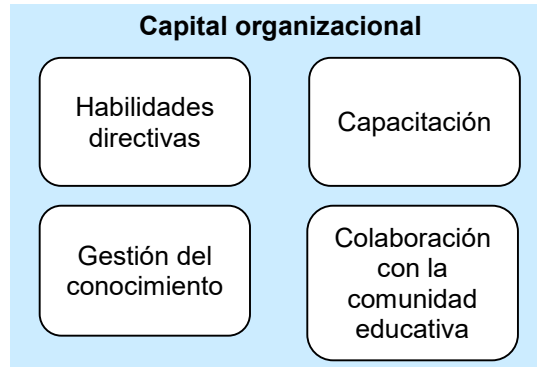 Capital organizacional
Habilidades
directivas
Capacitación
Gestión del
conocimiento
Colaboración
con la
comunidad
educativa